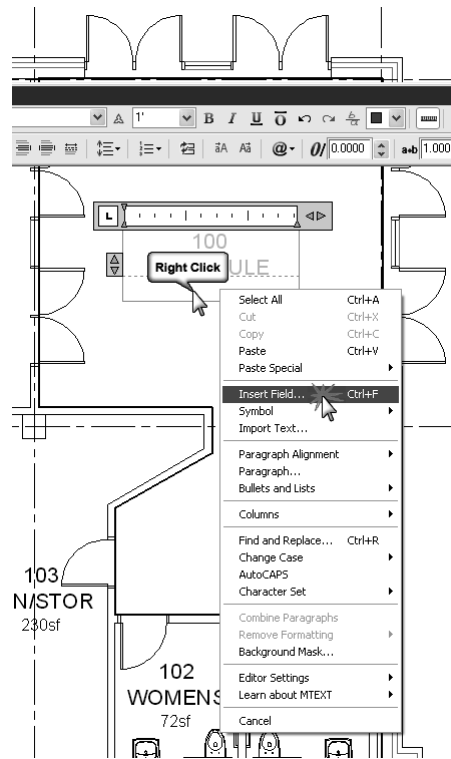 1'
B I U O
0.0000
a•b 1.000
L
100
Right Click
ULE
Select All Ctrl+A
Cut Ctrl+X
Copy Ctrl+C
Paste Ctrl+V
Paste Special
Insert Field... Ctrl+F
Symbol
Import Text...
Paragraph Alignment
Paragraph...
Bullets and Lists
Columns
Find and Replace... Ctrl+R
Change Case
AutoCAPS
Character Set
Combine Paragraphs
Remove Formatting
Background Mask...
Editor Settings
Learn about MTEXT
Cancel
103
N/STOR
230sf
102
WOMENS
72sf